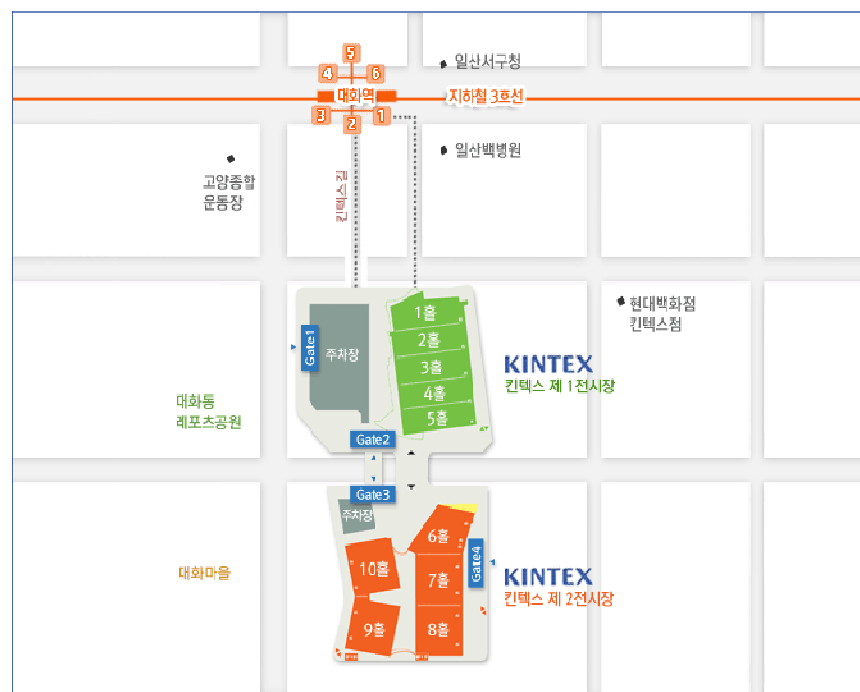 5
4
6
일산서구청
대화역
지하철 3호선
3
2
1
일산백병원
고양종합
운동장
킨텍스길
1홀
현대백화점
킨텍스점
Gate1
주차장
2홀
3홀
KINTEX
킨텍스 제 1전시장
4홀
대화동
레포츠공원
5홀
Gate2
Gate3
주차장
6홀
Gate4
10홀
7홀
KINTEX
킨텍스 제 2전시장
대화마을
9홀
8홀